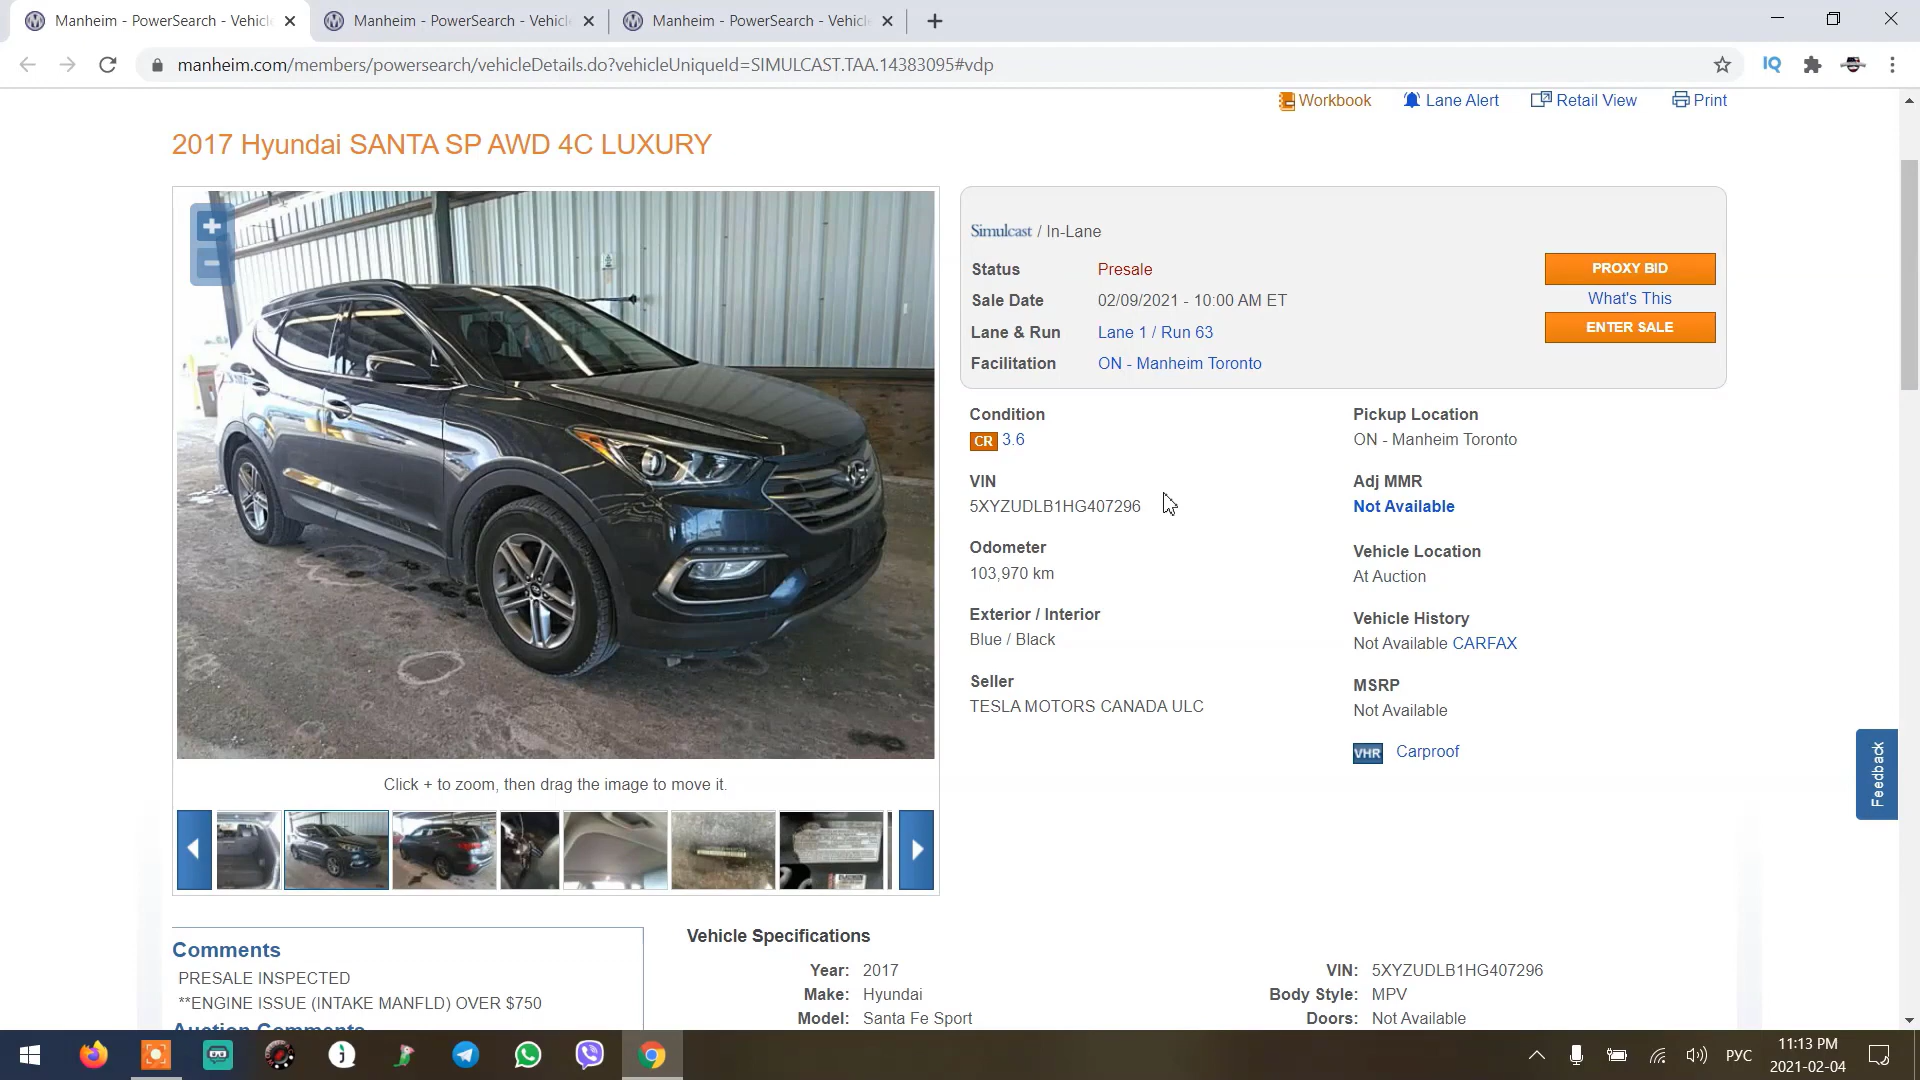 Manheim - PowerSearch - Vehicle
Manheim - PowerSearch - Vehicl
Manheim - PowerSearch - Vehicl
manheim.com/members/powersearch/vehicleDetails.do?vehicleUniqueId=SIMULCAST.TAA.14383095#vdp
IQ
Workbook
Lane Alert
Retail View
Print
2017 Hyundai SANTA SP AWD 4C LUXURY
Simulcast / In-Lane
Status Presale
Sale Date 02/09/2021 - 10:00 AM ET
Lane & Run Lane 1 / Run 63
Facilitation ON - Manheim Toronto
PROXY BID
What's This
ENTER SALE
Condition
CR 3.6
VIN
5XYZUDLB1HG407296
Odometer
103,970 km
Exterior / Interior
Blue / Black
Seller
TESLA MOTORS CANADA ULC
Pickup Location
ON - Manheim Toronto
Adj MMR
Not Available
Vehicle Location
At Auction
Vehicle History
Not Available CARFAX
MSRP
Not Available
VHR Carproof
Feedback
Click + to zoom, then drag the image to move it.
Comments
PRESALE INSPECTED
**ENGINE ISSUE (INTAKE MANFLD) OVER $750
Auction Comments
Vehicle Specifications
Year: 2017
Make: Hyundai
Model: Santa Fe Sport
VIN: 5XYZUDLB1HG407296
Body Style: MPV
Doors: Not Available
РУС
11:13 PM
2021-02-04